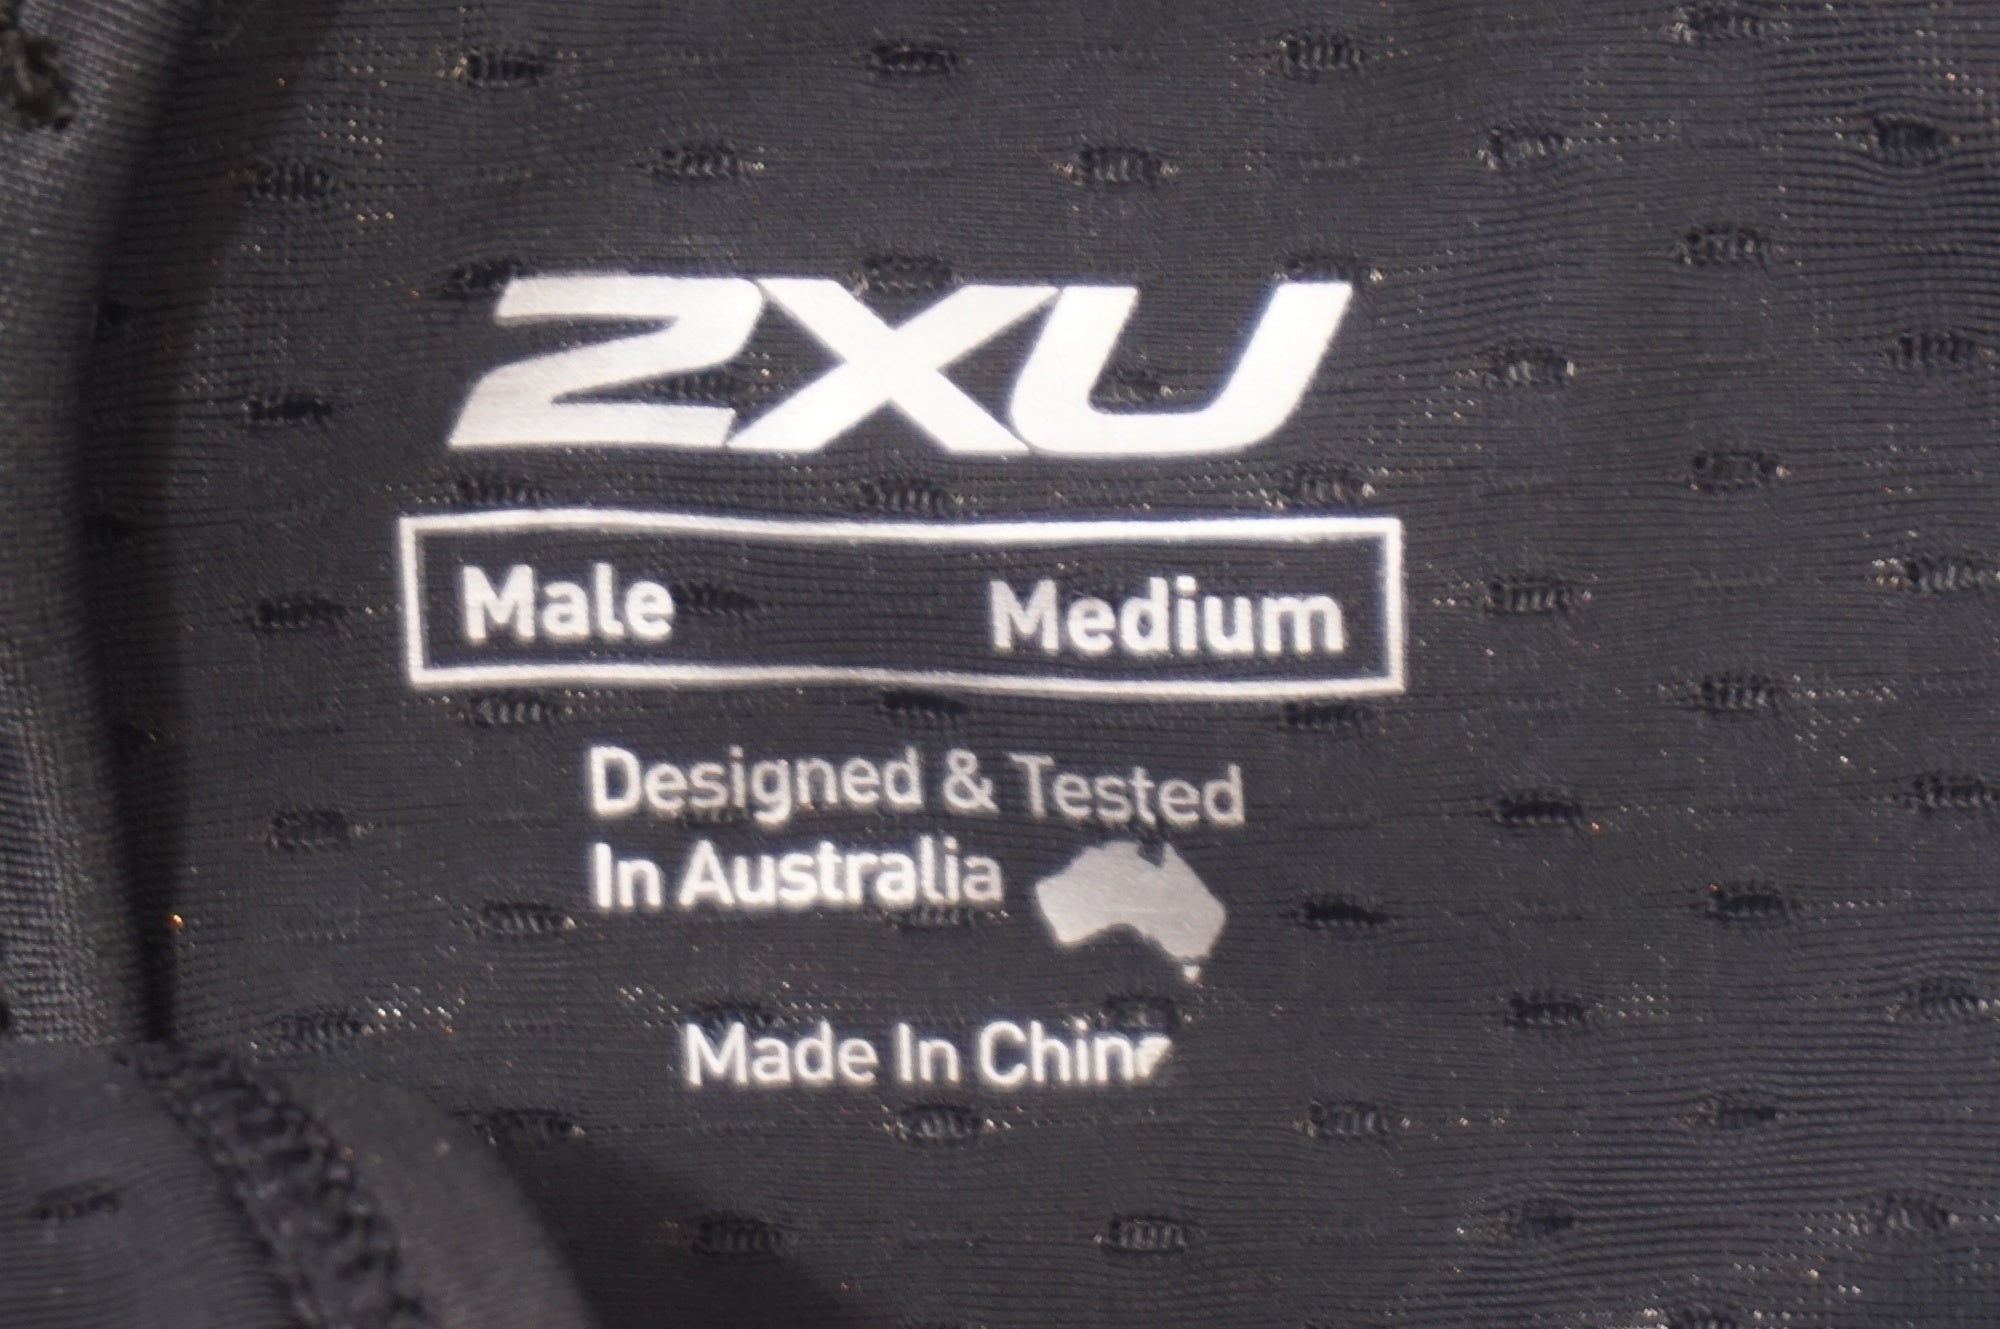 2XU
Male Medium
Designed & Tested
In Australia
Made In China